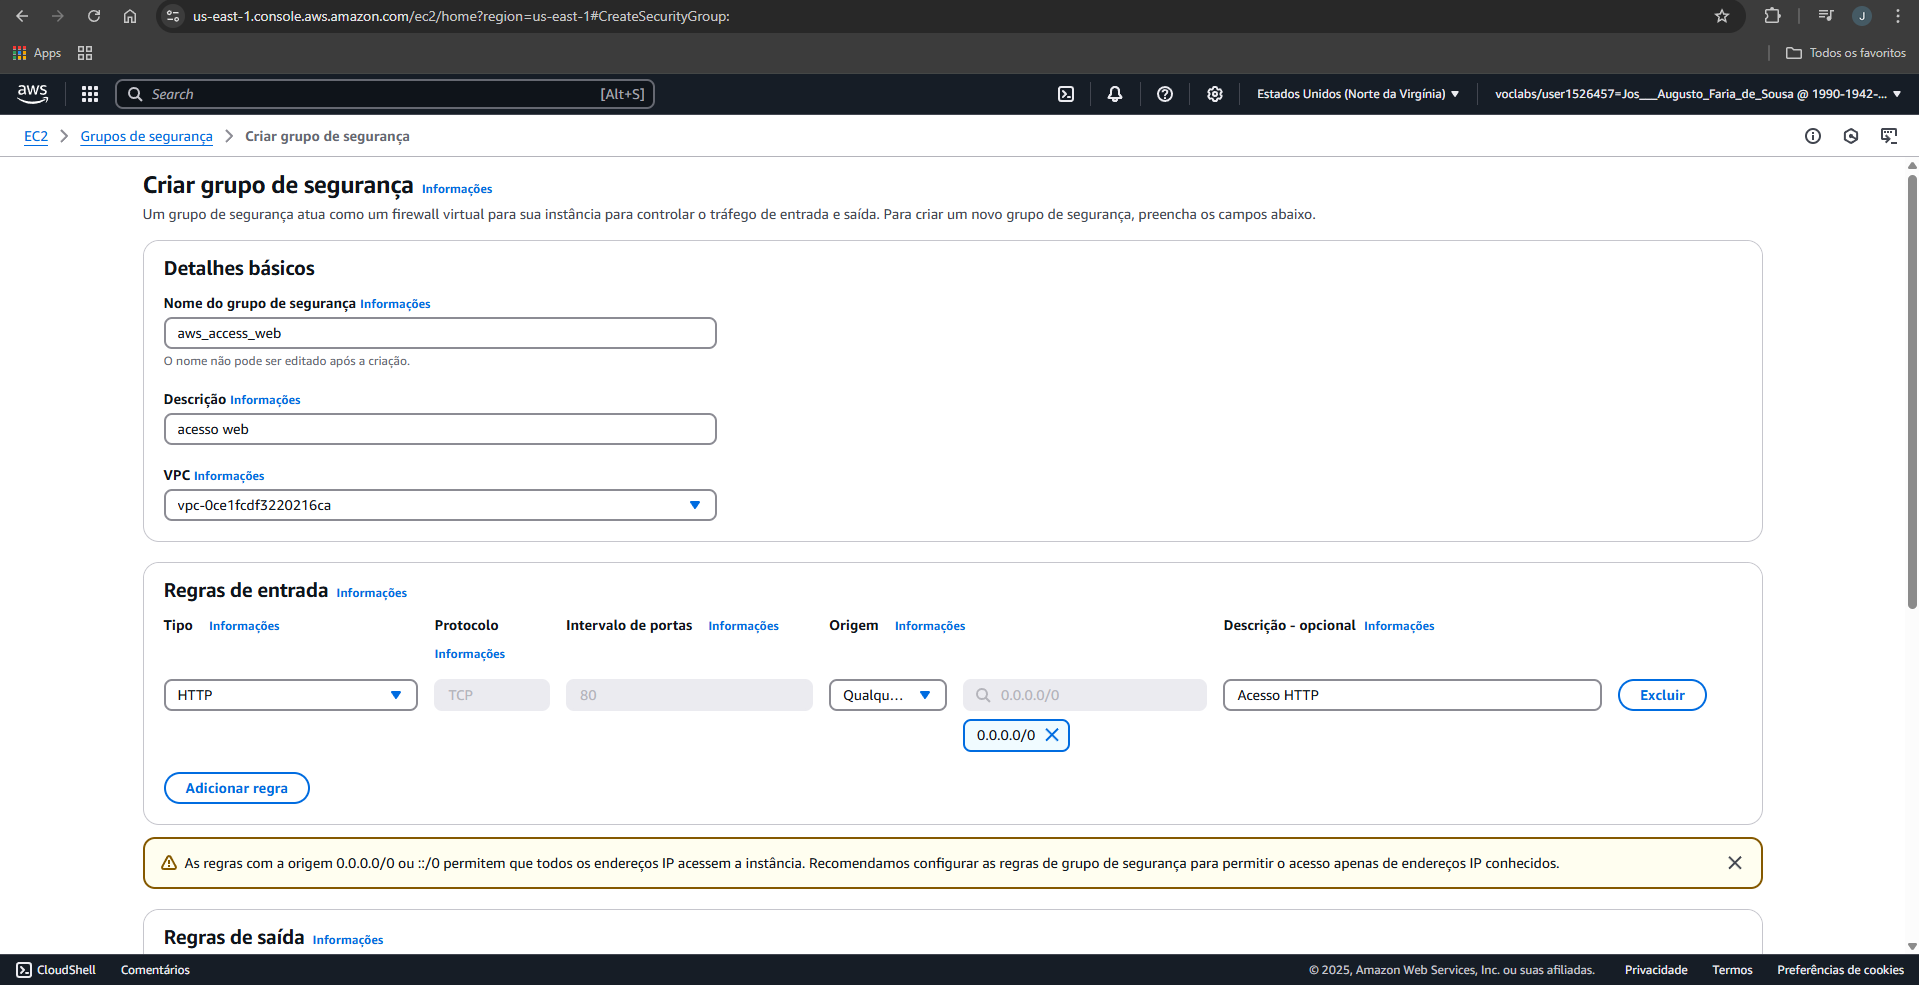 us-east-1.console.aws.amazon.com/ec2/home?region=us-east-1#CreateSecurityGroup:
J
Apps
Todos os favoritos
aws
Search
[Alt+S]
Estados Unidos (Norte da Virgínia)
voclabs/user1526457=Jos___Augusto_Faria_de_Sousa @ 1990-1942-...
EC2 > Grupos de segurança > Criar grupo de segurança
Criar grupo de segurança Informações
Um grupo de segurança atua como um firewall virtual para sua instância para controlar o tráfego de entrada e saída. Para criar um novo grupo de segurança, preencha os campos abaixo.
Detalhes básicos
Nome do grupo de segurança Informações
aws_access_web
O nome não pode ser editado após a criação.
Descrição Informações
acesso web
VPC Informações
vpc-0ce1fcdf3220216ca
Regras de entrada Informações
Tipo Informações
Protocolo
Informações
Intervalo de portas Informações
Origem Informações
Descrição - opcional Informações
HTTP
TCP
80
Qualqu...
0.0.0.0/0
Acesso HTTP
Excluir
0.0.0.0/0
Adicionar regra
As regras com a origem 0.0.0.0/0 ou ::/0 permitem que todos os endereços IP acessem a instância. Recomendamos configurar as regras de grupo de segurança para permitir o acesso apenas de endereços IP conhecidos.
Regras de saída Informações
CloudShell
Comentários
© 2025, Amazon Web Services, Inc. ou suas afiliadas.
Privacidade
Termos
Preferências de cookies